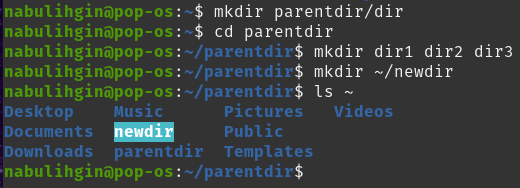 nabulihgin@pop-os:~$ mkdir parentdir/dir
nabulihgin@pop-os:~$ cd parentdir
nabulihgin@pop-os:~/parentdir$ mkdir dir1 dir2 dir3
nabulihgin@pop-os:~/parentdir$ mkdir ~/newdir
nabulihgin@pop-os:~/parentdir$ ls ~
Desktop    Music      Pictures   Videos
Documents  newdir     Public
Downloads  parentdir  Templates
nabulihgin@pop-os:~/parentdir$